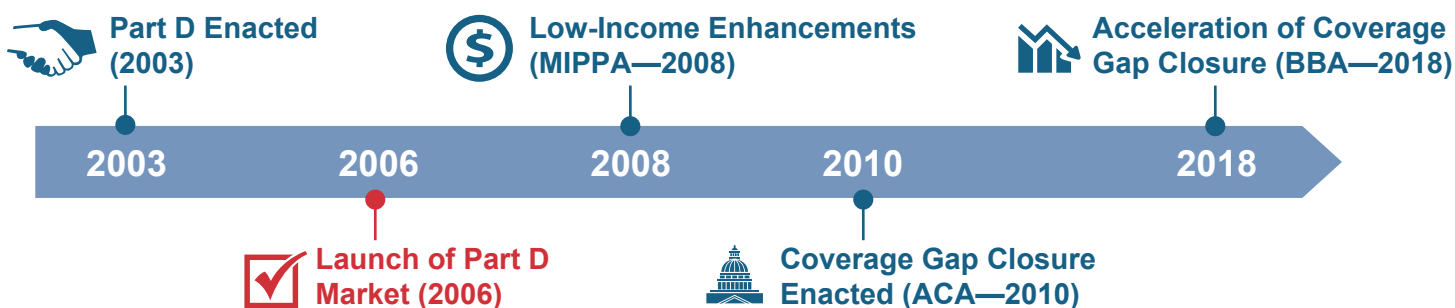 Part D Enacted
(2003)
Low-Income Enhancements
(MIPPA—2008)
Acceleration of Coverage
Gap Closure (BBA—2018)
2003
2006
2008
2010
2018
Launch of Part D
Market (2006)
Coverage Gap Closure
Enacted (ACA—2010)